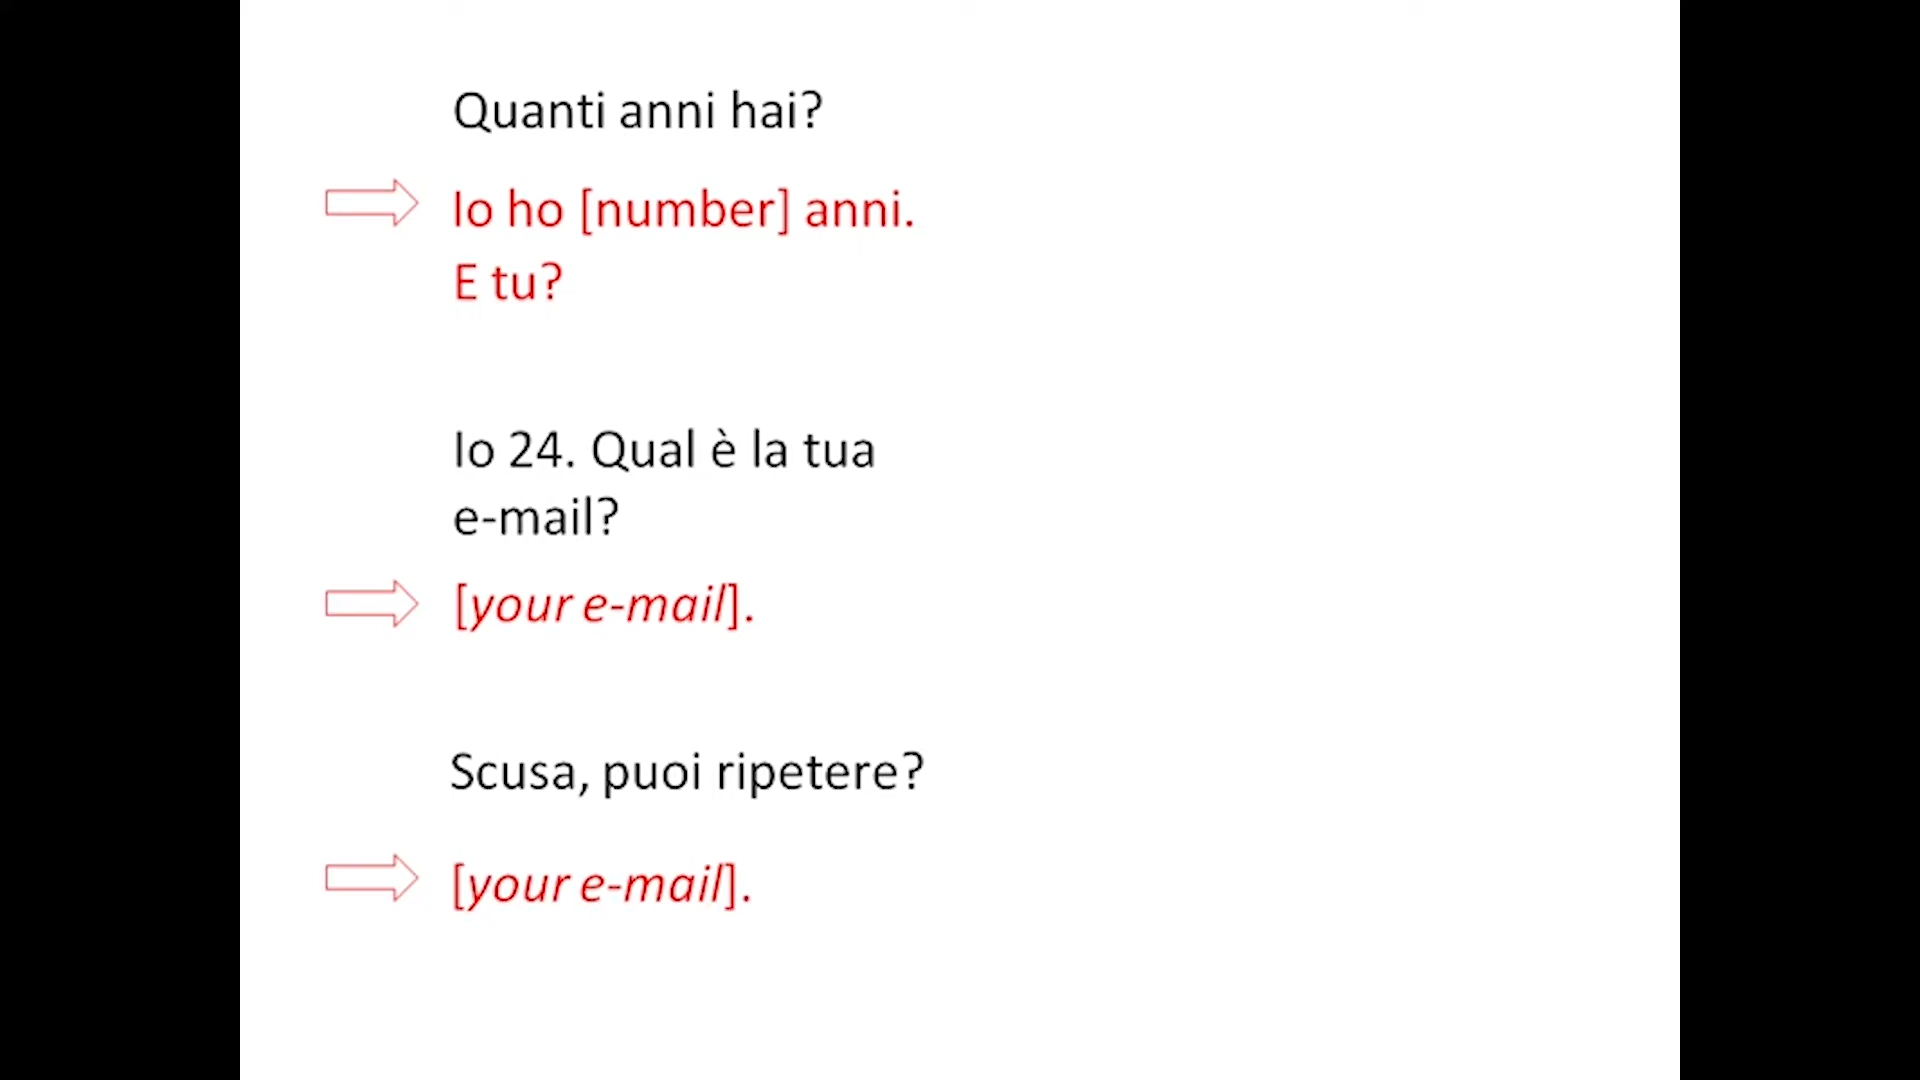 Quanti anni hai?
Io ho [number] anni.
E tu?
Io 24. Qual è la tua
e-mail?
[your e-mail].
Scusa, puoi ripetere?
[your e-mail].